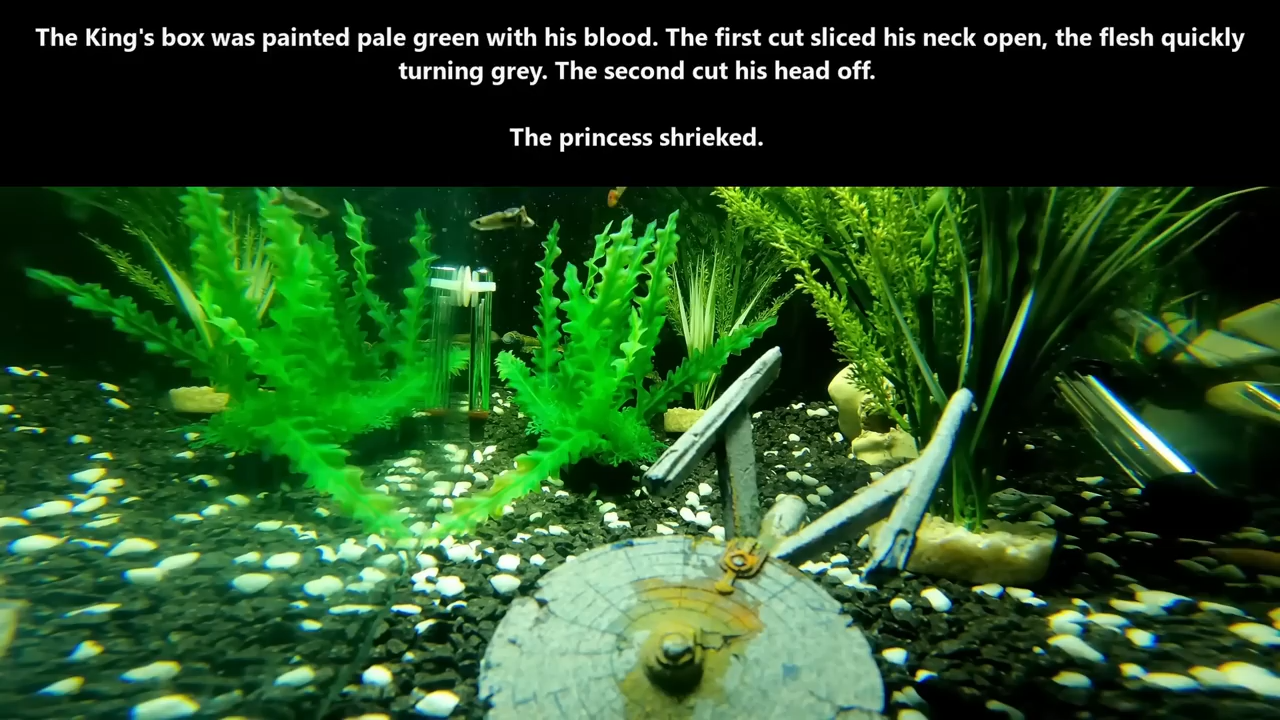 The King's box was painted pale green with his blood. The first cut sliced his neck open, the flesh quickly
turning grey. The second cut his head off.
The princess shrieked.